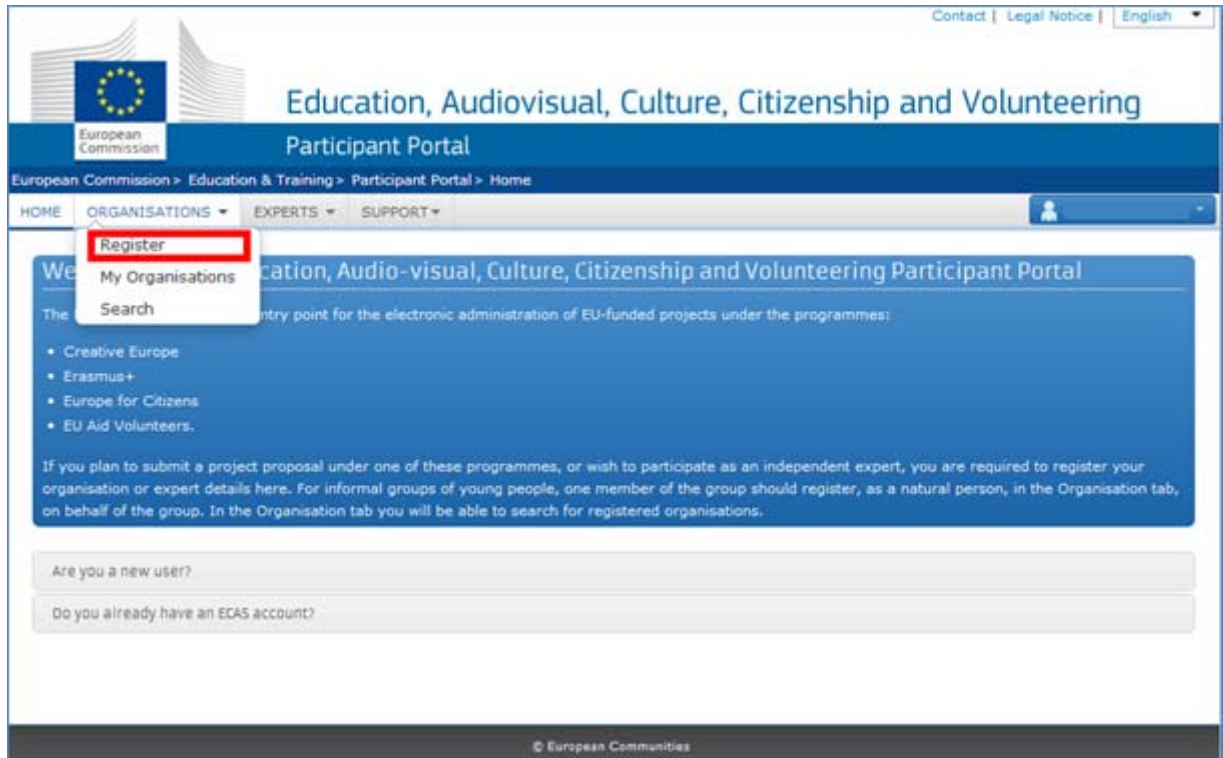 Contact | Legal Notice | English
Education, Audiovisual, Culture, Citizenship and Volunteering
European
Commission
Participant Portal
European Commission > Education & Training > Participant Portal > Home
HOME ORGANISATIONS EXPERTS SUPPORT
Register
My Organisations
Search
We cation, Audio-visual, Culture, Citizenship and Volunteering Participant Portal
The ntry point for the electronic administration of EU-funded projects under the programmes:
• Creative Europe
• Erasmus+
• Europe for Citizens
• EU Aid Volunteers.
If you plan to submit a project proposal under one of these programmes, or wish to participate as an independent expert, you are required to register your
organisation or expert details here. For informal groups of young people, one member of the group should register, as a natural person, in the Organisation tab,
on behalf of the group. In the Organisation tab you will be able to search for registered organisations.
Are you a new user?
Do you already have an ECAS account?
© European Communities